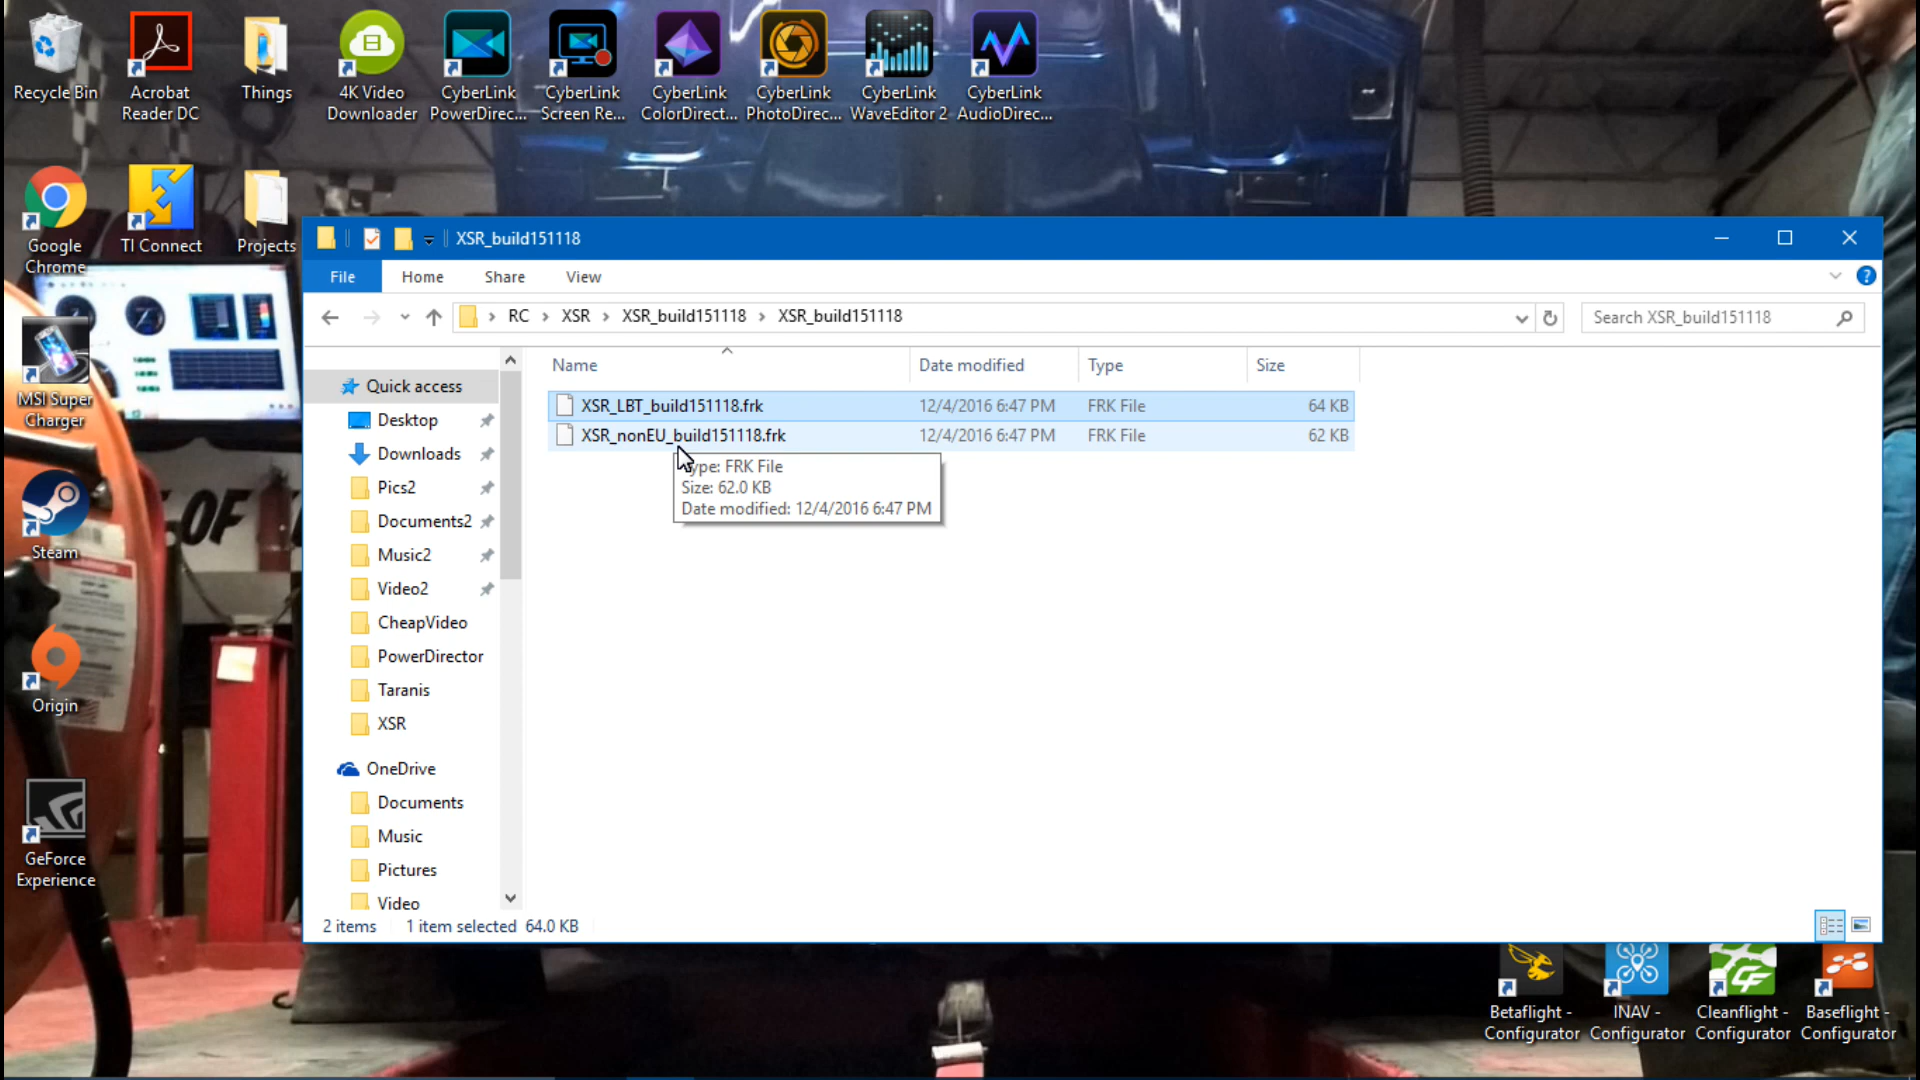 Recycle Bin
Acrobat
Reader DC
Things
4K Video
Downloader
CyberLink
PowerDirec...
CyberLink
Screen Re...
CyberLink
ColorDirect...
CyberLink
PhotoDirec...
CyberLink
WaveEditor 2
CyberLink
AudioDirec...
Google
Chrome
TI Connect
Projects
MSI Super
Charger
Steam
Origin
GeForce
Experience
XSR_build151118
File
Home
Share
View
RC
XSR
XSR_build151118
XSR_build151118
Search XSR_build151118
Name
Date modified
Type
Size
XSR_LBT_build151118.frk
12/4/2016 6:47 PM
FRK File
64 KB
XSR_nonEU_build151118.frk
12/4/2016 6:47 PM
FRK File
62 KB
ype: FRK File
Size: 62.0 KB
Date modified: 12/4/2016 6:47 PM
Quick access
Desktop
Downloads
Pics2
Documents2
Music2
Video2
CheapVideo
PowerDirector
Taranis
XSR
OneDrive
Documents
Music
Pictures
Video
2 items
1 item selected 64.0 KB
OF
Betaflight -
Configurator
INAV -
Configurator
Cleanflight -
Configurator
Baseflight -
Configurator